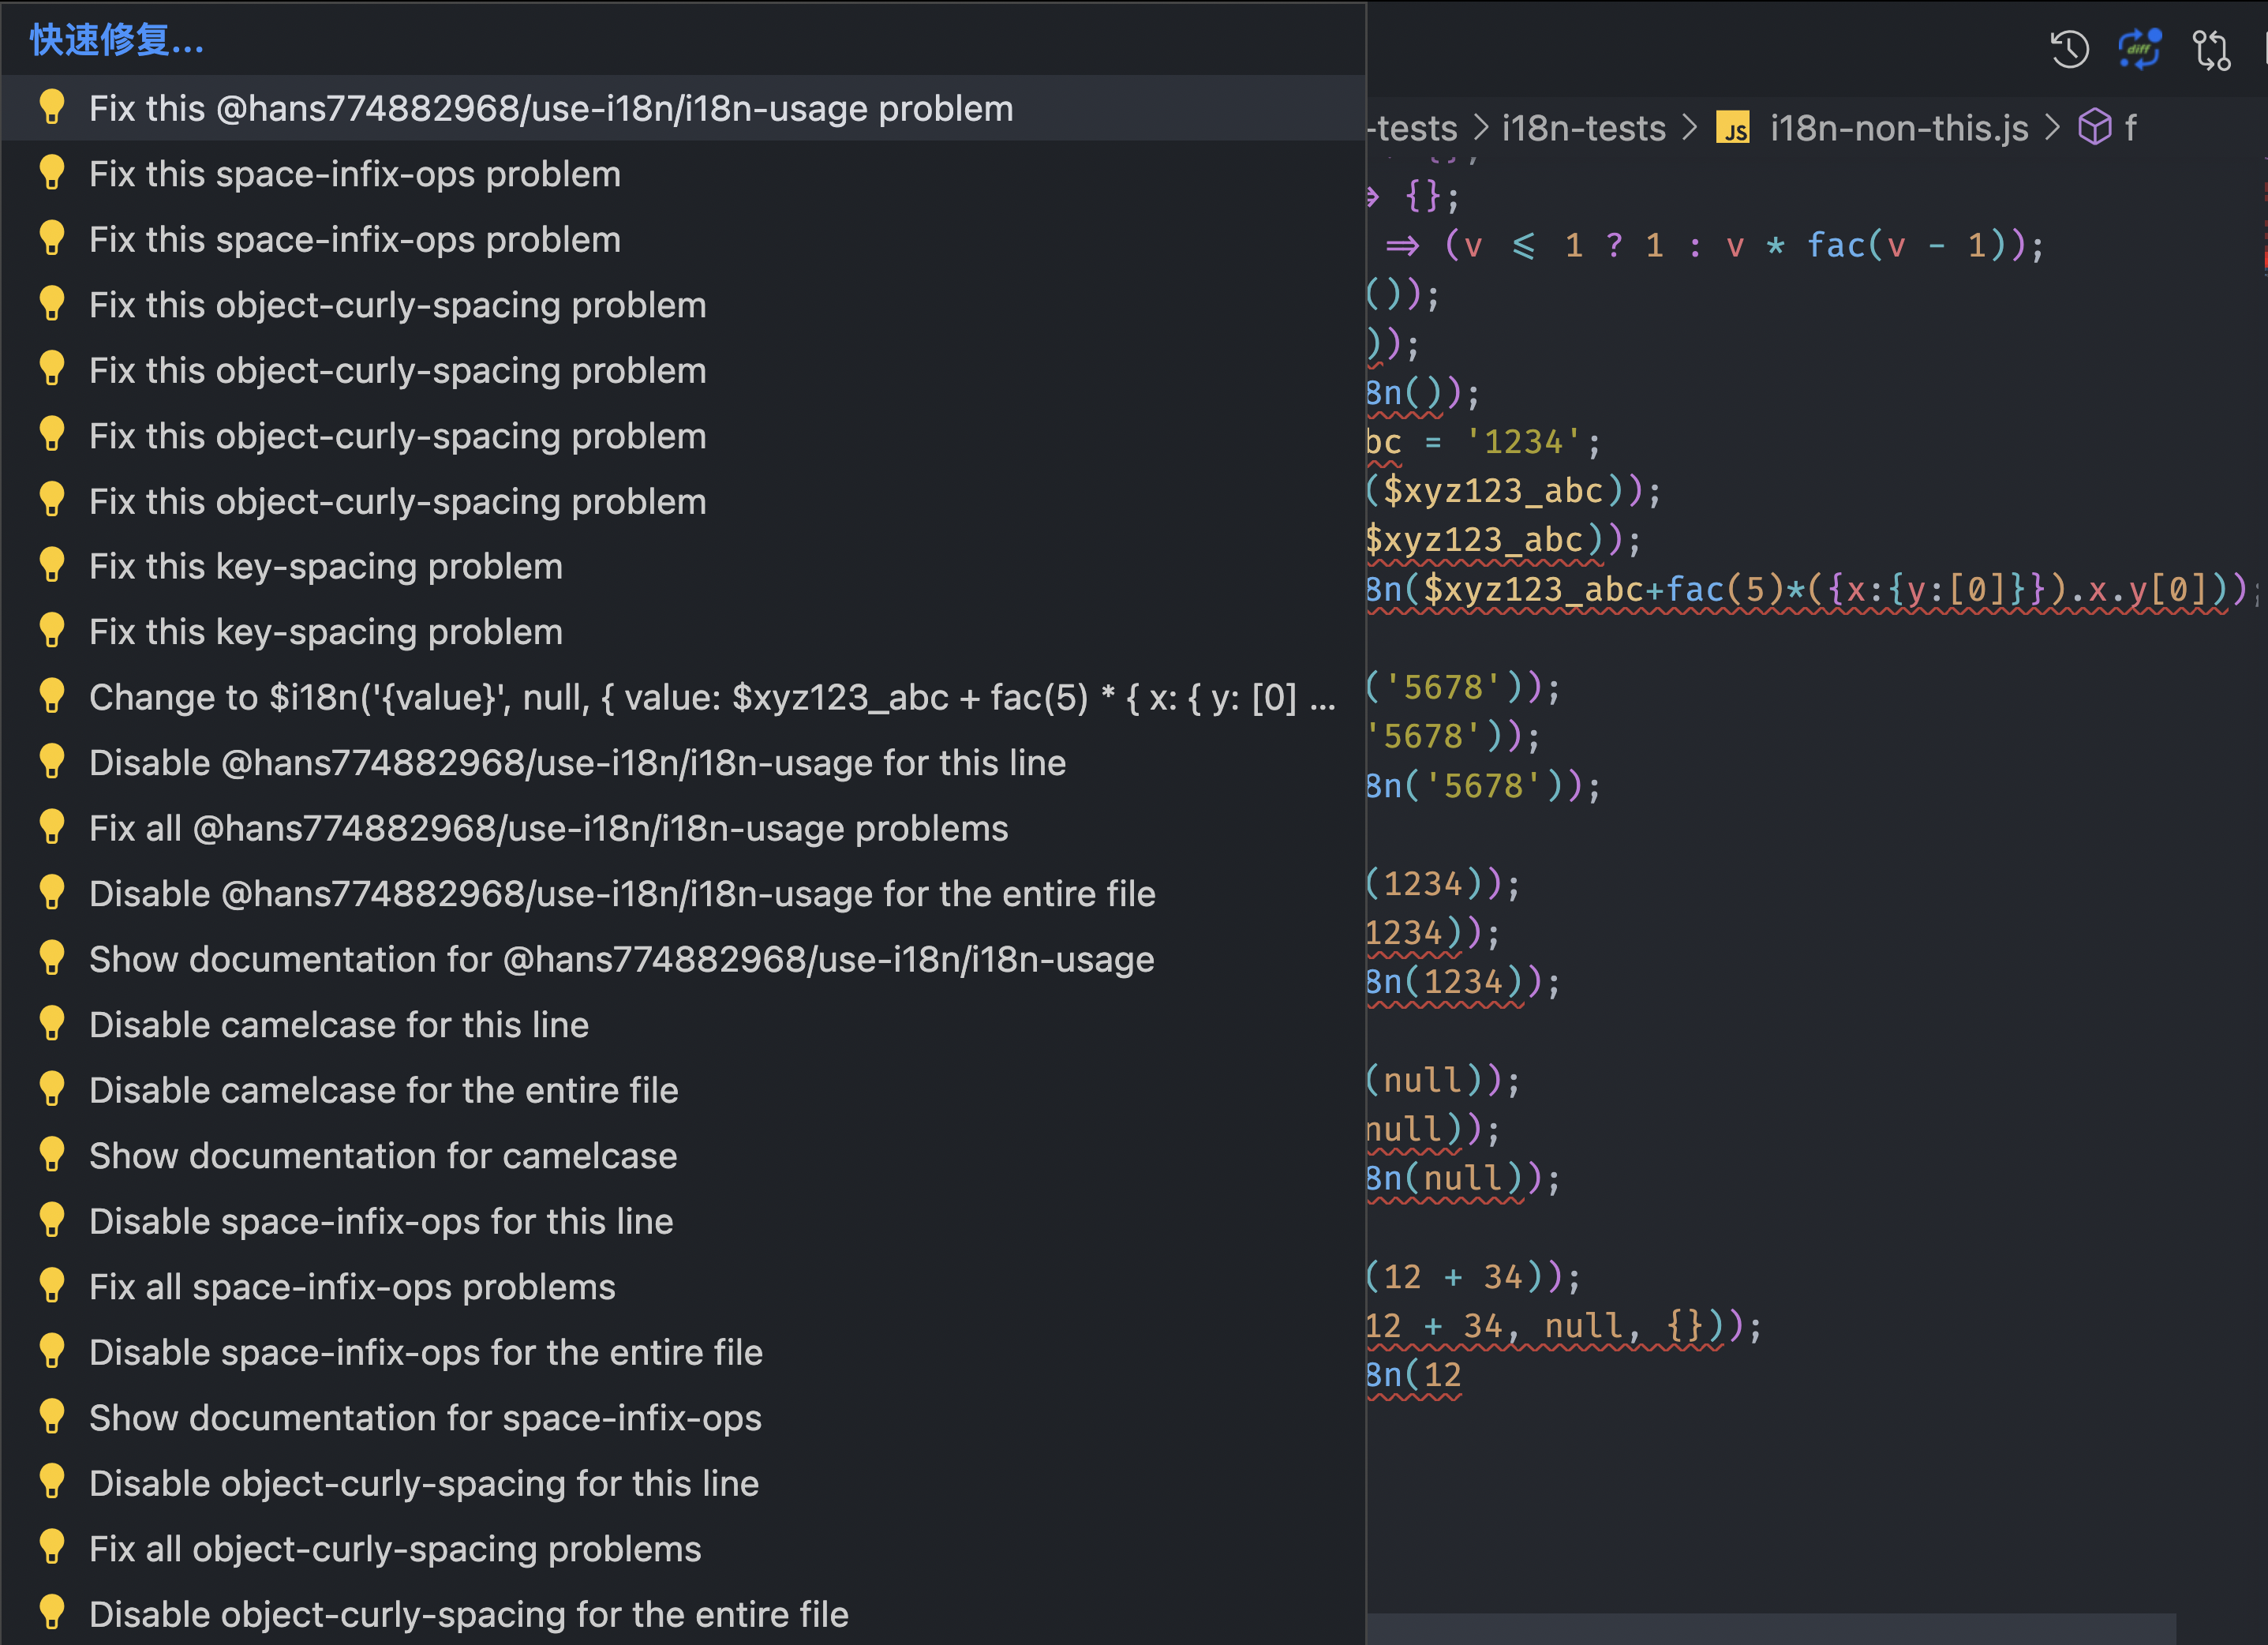 快速修复...
Fix this @hans774882968/use-i18n/i18n-usage problem
Fix this space-infix-ops problem
Fix this space-infix-ops problem
Fix this object-curly-spacing problem
Fix this object-curly-spacing problem
Fix this object-curly-spacing problem
Fix this object-curly-spacing problem
Fix this key-spacing problem
Fix this key-spacing problem
Change to $i18n('{value}', null, { value: $xyz123_abc + fac(5) * { x: { y: [0] ...
Disable @hans774882968/use-i18n/i18n-usage for this line
Fix all @hans774882968/use-i18n/i18n-usage problems
Disable @hans774882968/use-i18n/i18n-usage for the entire file
Show documentation for @hans774882968/use-i18n/i18n-usage
Disable camelcase for this line
Disable camelcase for the entire file
Show documentation for camelcase
Disable space-infix-ops for this line
Fix all space-infix-ops problems
Disable space-infix-ops for the entire file
Show documentation for space-infix-ops
Disable object-curly-spacing for this line
Fix all object-curly-spacing problems
Disable object-curly-spacing for the entire file
diff
-tests > i18n-tests > JS i18n-non-this.js > f
{};
⇒ (v ⩽ 1 ? 1 : v * fac(v - 1));
());
));
8n());
bc = '1234';
($xyz123_abc));
$xyz123_abc));
8n($xyz123_abc+fac(5)*({x:{y:[0]}}).x.y[0]));
('5678'));
'5678'));
8n('5678'));
(1234));
1234));
8n(1234));
(null));
null));
8n(null));
(12 + 34));
12 + 34, null, {}));
8n(12